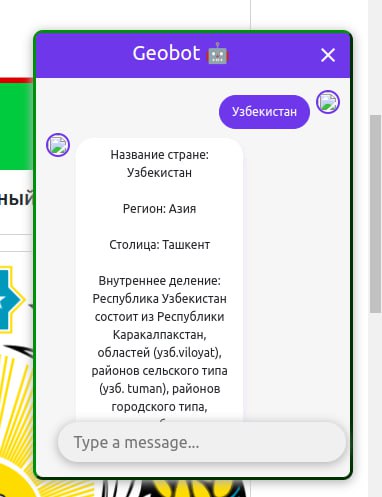 Geobot 🤖
Узбекистан
Название стране:
Узбекистан
Регион: Азия
Столица: Ташкент
Внутреннее деление:
Республика Узбекистан
состоит из Республики
Каракалпакстан,
областей (узб.viloyat),
районов сельского типа
(узб. tuman), районов
городского типа,
Type a message...